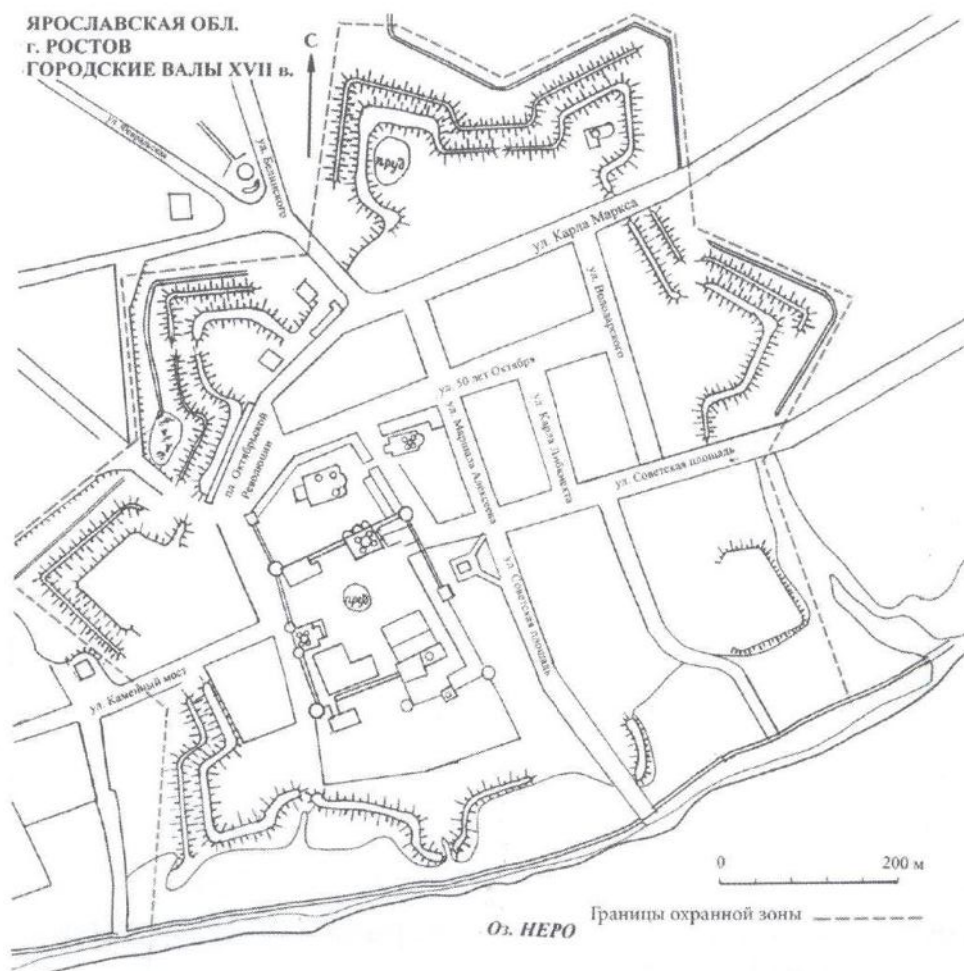 ЯРОСЛАВСКАЯ ОБЛ.
г. РОСТОВ
ГОРОДСКИЕ ВАЛЫ XVII в.
С
ул. Февральская
ул. Белинского
пруд
ул. Карла Маркса
ул. Володарского
ул. 50 лет Октября
ул. Маршала Алексеева
ул. Карла Либкнехта
пл. Октябрьской
Революции
ул. Советская площадь
пруд
ул. Советская площадь
ул. Каменный мост
0 200 м
Границы охранной зоны
Оз. НЕРО